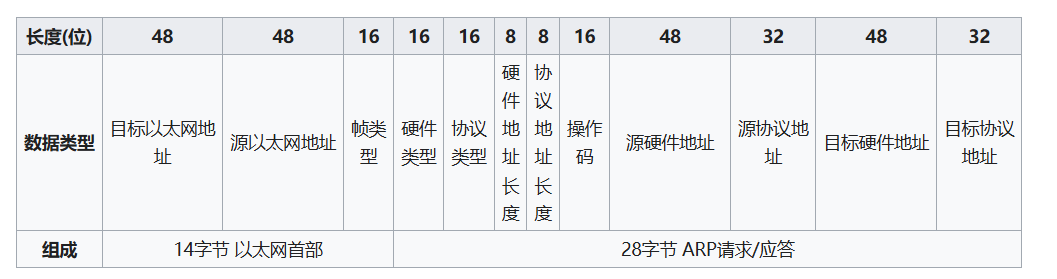 长度(位) 48 48 16 16 16 8 8 16 48 32 48 32
数据类型
目标以太网地
址
源以太网地址
帧类
型
硬件
类型
协议
类型
硬
件
地
址
长
度
协
议
地
址
长
度
操作
码
源硬件地址
源协议地
址
目标硬件地址
目标协议
地址
组成 14字节 以太网首部 28字节 ARP请求/应答